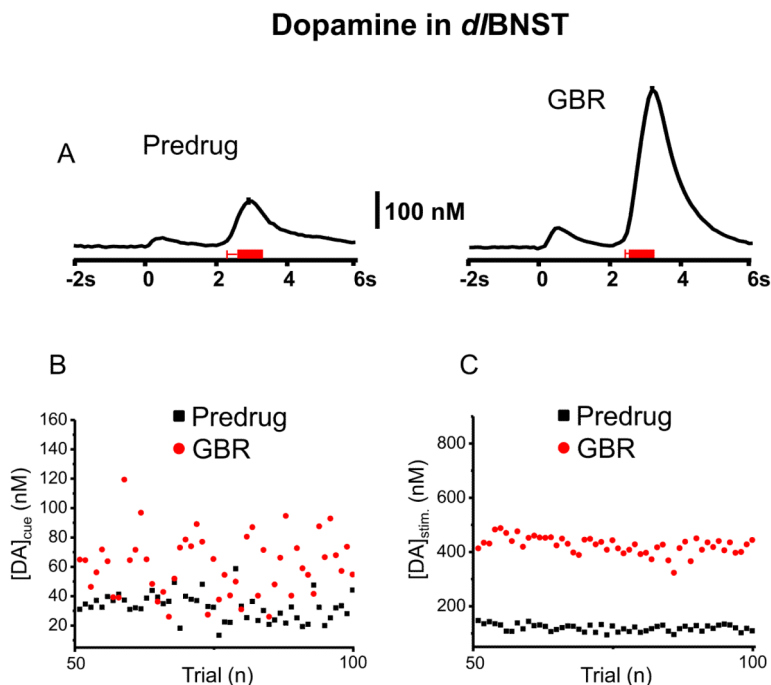 Dopamine in dlBNST
A
Predrug
GBR
100 nM
-2s 0 2 4 6s
-2s 0 2 4 6s
B
Predrug
GBR
160
140
120
100
80
60
40
20
[DA]cue (nM)
50 100
Trial (n)
C
Predrug
GBR
800
600
400
200
[DA]stim. (nM)
50 100
Trial (n)